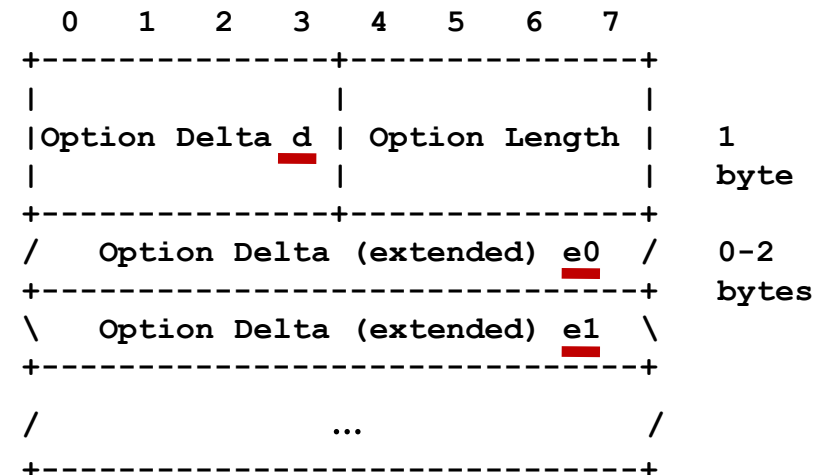 0 1 2 3 4 5 6 7
+---------------+---------------+
| | |
|Option Delta d | Option Length | 1
| | | byte
+---------------+---------------+
/ Option Delta (extended) e0 / 0-2
+-------------------------------+ bytes
\ Option Delta (extended) e1 \
+-------------------------------+
/ ... /
+-------------------------------+